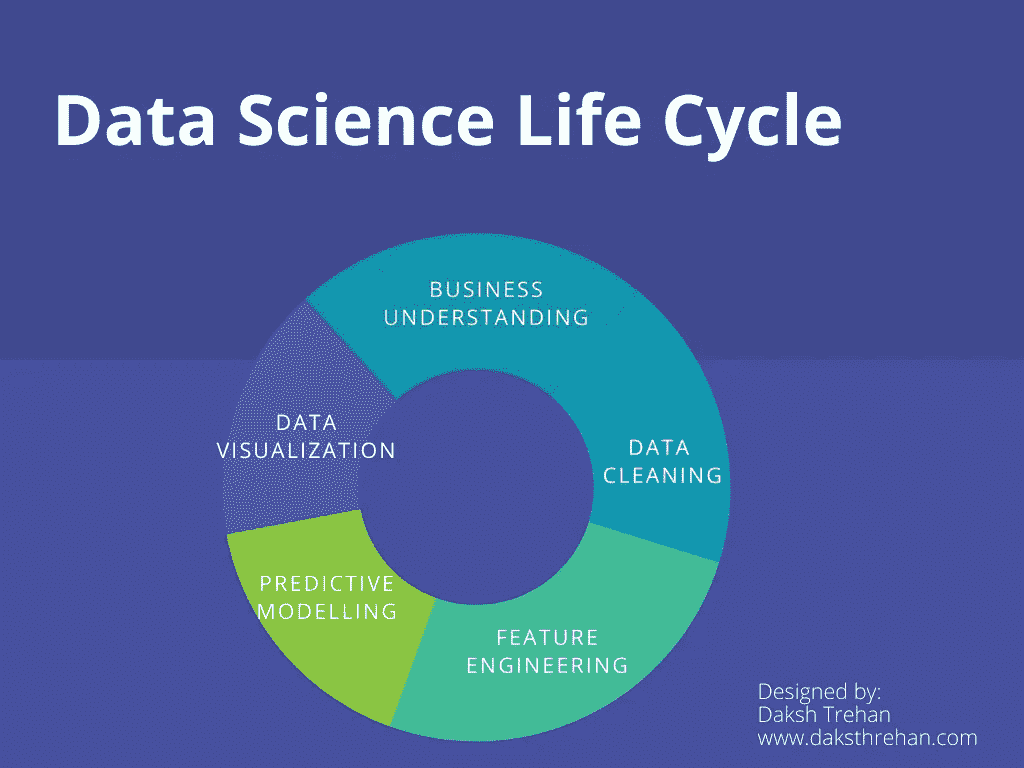 Data Science Life Cycle
BUSINESS
UNDERSTANDING
DATA
CLEANING
FEATURE
ENGINEERING
PREDICTIVE
MODELLING
DATA
VISUALIZATION
Designed by:
Daksh Trehan
www.daksthrehan.com